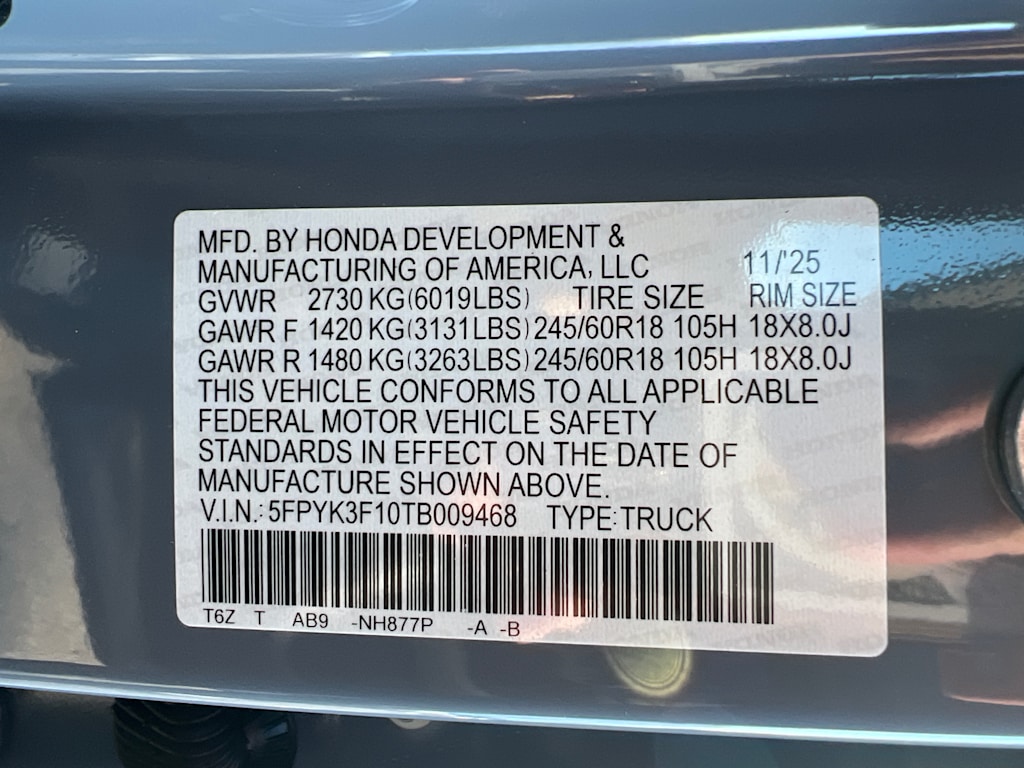 MFD. BY HONDA DEVELOPMENT &
MANUFACTURING OF AMERICA, LLC 11/'25
GVWR 2730 KG(6019LBS) TIRE SIZE RIM SIZE
GAWR F 1420 KG(3131LBS) 245/60R18 105H 18X8.0J
GAWR R 1480 KG(3263LBS) 245/60R18 105H 18X8.0J
THIS VEHICLE CONFORMS TO ALL APPLICABLE
FEDERAL MOTOR VEHICLE SAFETY
STANDARDS IN EFFECT ON THE DATE OF
MANUFACTURE SHOWN ABOVE.
V.I.N.: 5FPYK3F10TB009468 TYPE: TRUCK
T6Z T AB9 -NH877P -A -B